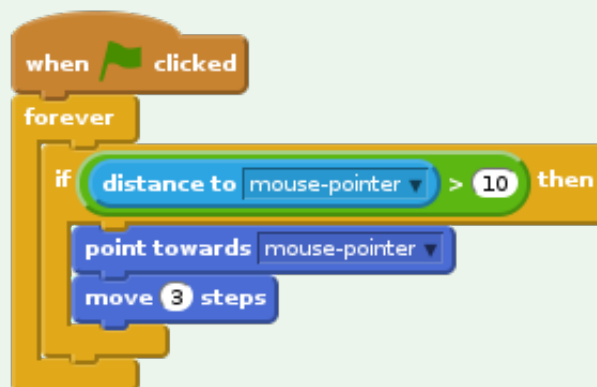 when clicked
forever
if distance to mouse-pointer > 10 then
point towards mouse-pointer
move 3 steps